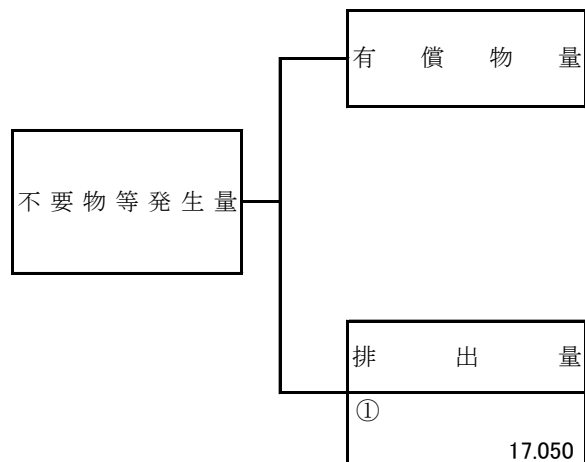 有償物量
不要物等発生量
排出量
①
17.050